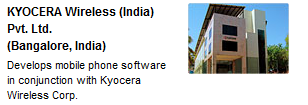 KYOCERA Wireless (India)
Pvt. Ltd.
(Bangalore, India)
Develops mobile phone software
in conjunction with Kyocera
Wireless Corp.